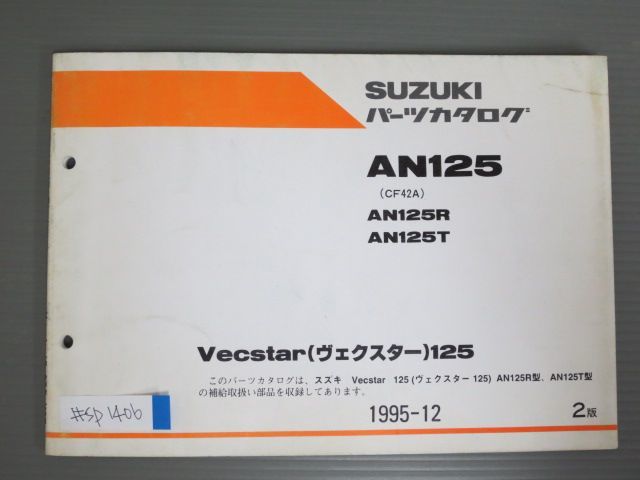 SUZUKI
パーツカタログ
AN125
(CF42A)
AN125R
AN125T
Vecstar(ヴェクスター)125
このパーツカタログは、スズキ Vecstar 125(ヴェクスター125) AN125R型、AN125T型
の補給取扱い部品を収録してあります。
1995-12
2版
#SP1406